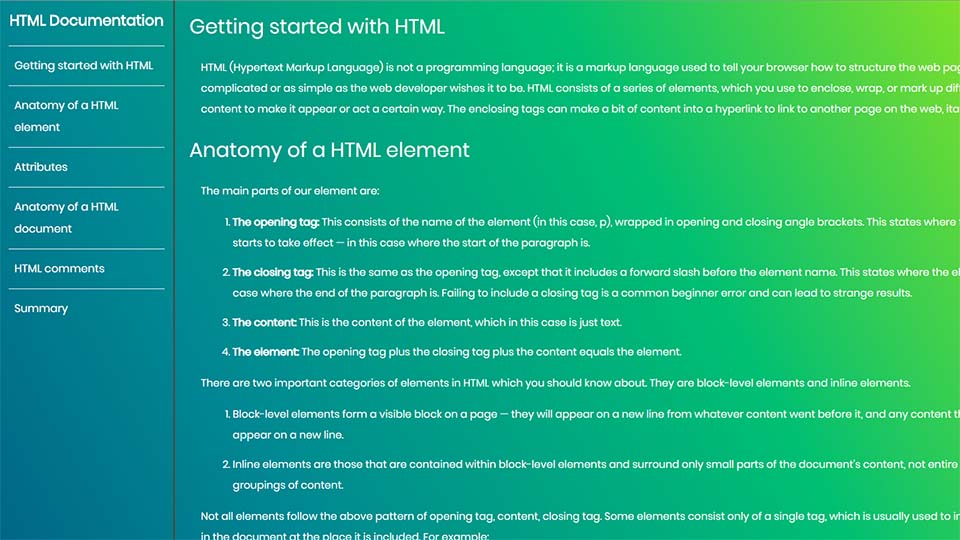 HTML Documentation
Getting started with HTML
Anatomy of a HTML
element
Attributes
Anatomy of a HTML
document
HTML comments
Summary
Getting started with HTML
HTML (Hypertext Markup Language) is not a programming language; it is a markup language used to tell your browser how to structure the web
complicated or as simple as the web developer wishes it to be. HTML consists of a series of elements, which you use to enclose, wrap, or mark up
content to make it appear or act a certain way. The enclosing tags can make a bit of content into a hyperlink to link to another page on the web,
Anatomy of a HTML element
The main parts of our element are:
1. The opening tag: This consists of the name of the element (in this case, p), wrapped in opening and closing angle brackets. This states where
starts to take effect — in this case where the start of the paragraph is.
2. The closing tag: This is the same as the opening tag, except that it includes a forward slash before the element name. This states where the
case where the end of the paragraph is. Failing to include a closing tag is a common beginner error and can lead to strange results.
3. The content: This is the content of the element, which in this case is just text.
4. The element: The opening tag plus the closing tag plus the content equals the element.
There are two important categories of elements in HTML which you should know about. They are block-level elements and inline elements.
1. Block-level elements form a visible block on a page — they will appear on a new line from whatever content went before it, and any content
appear on a new line.
2. Inline elements are those that are contained within block-level elements and surround only small parts of the document's content, not entire
groupings of content.
Not all elements follow the above pattern of opening tag, content, closing tag. Some elements consist only of a single tag, which is usually used to
in the document at the place it is included. For example: